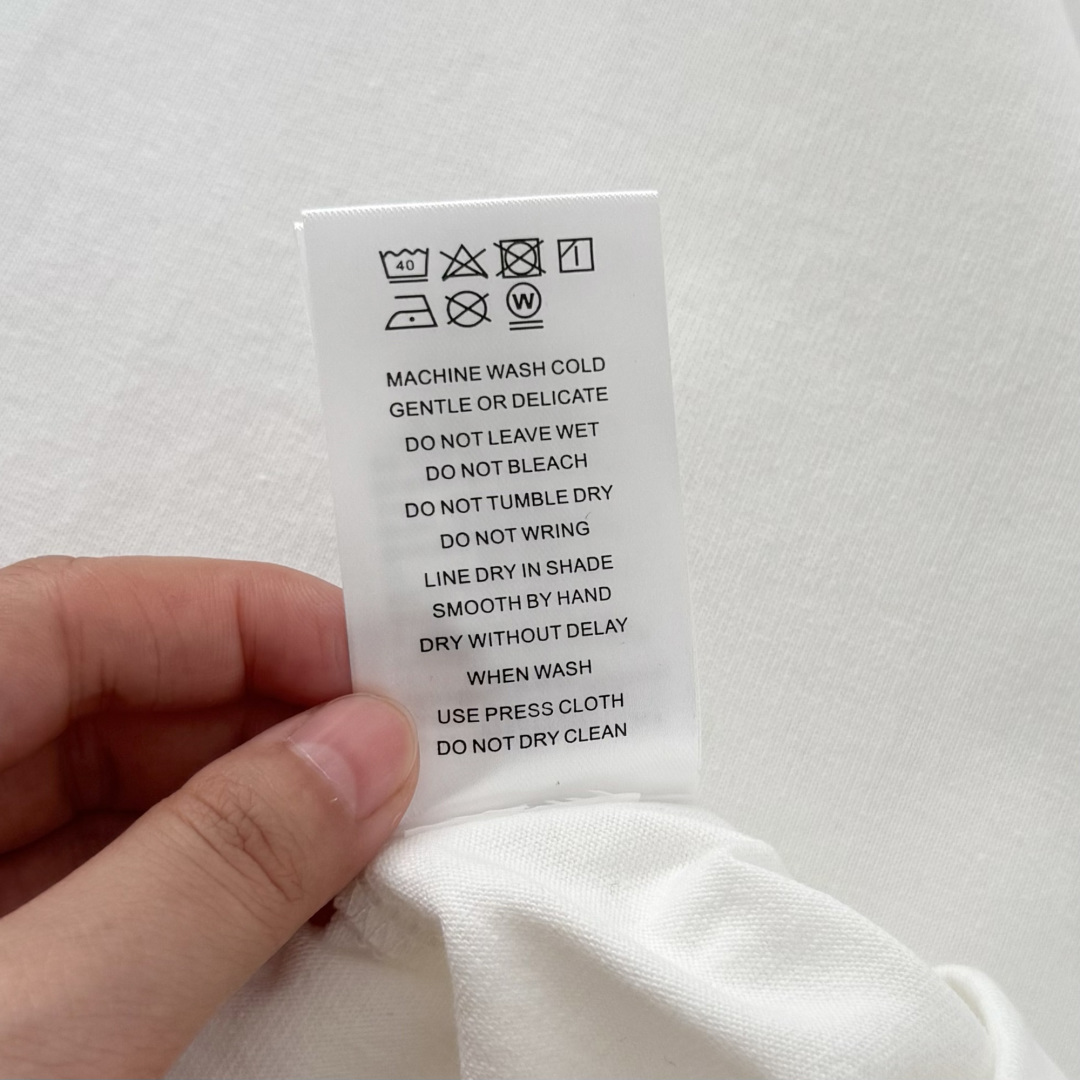 40
W
MACHINE WASH COLD
GENTLE OR DELICATE
DO NOT LEAVE WET
DO NOT BLEACH
DO NOT TUMBLE DRY
DO NOT WRING
LINE DRY IN SHADE
SMOOTH BY HAND
DRY WITHOUT DELAY
WHEN WASH
USE PRESS CLOTH
DO NOT DRY CLEAN